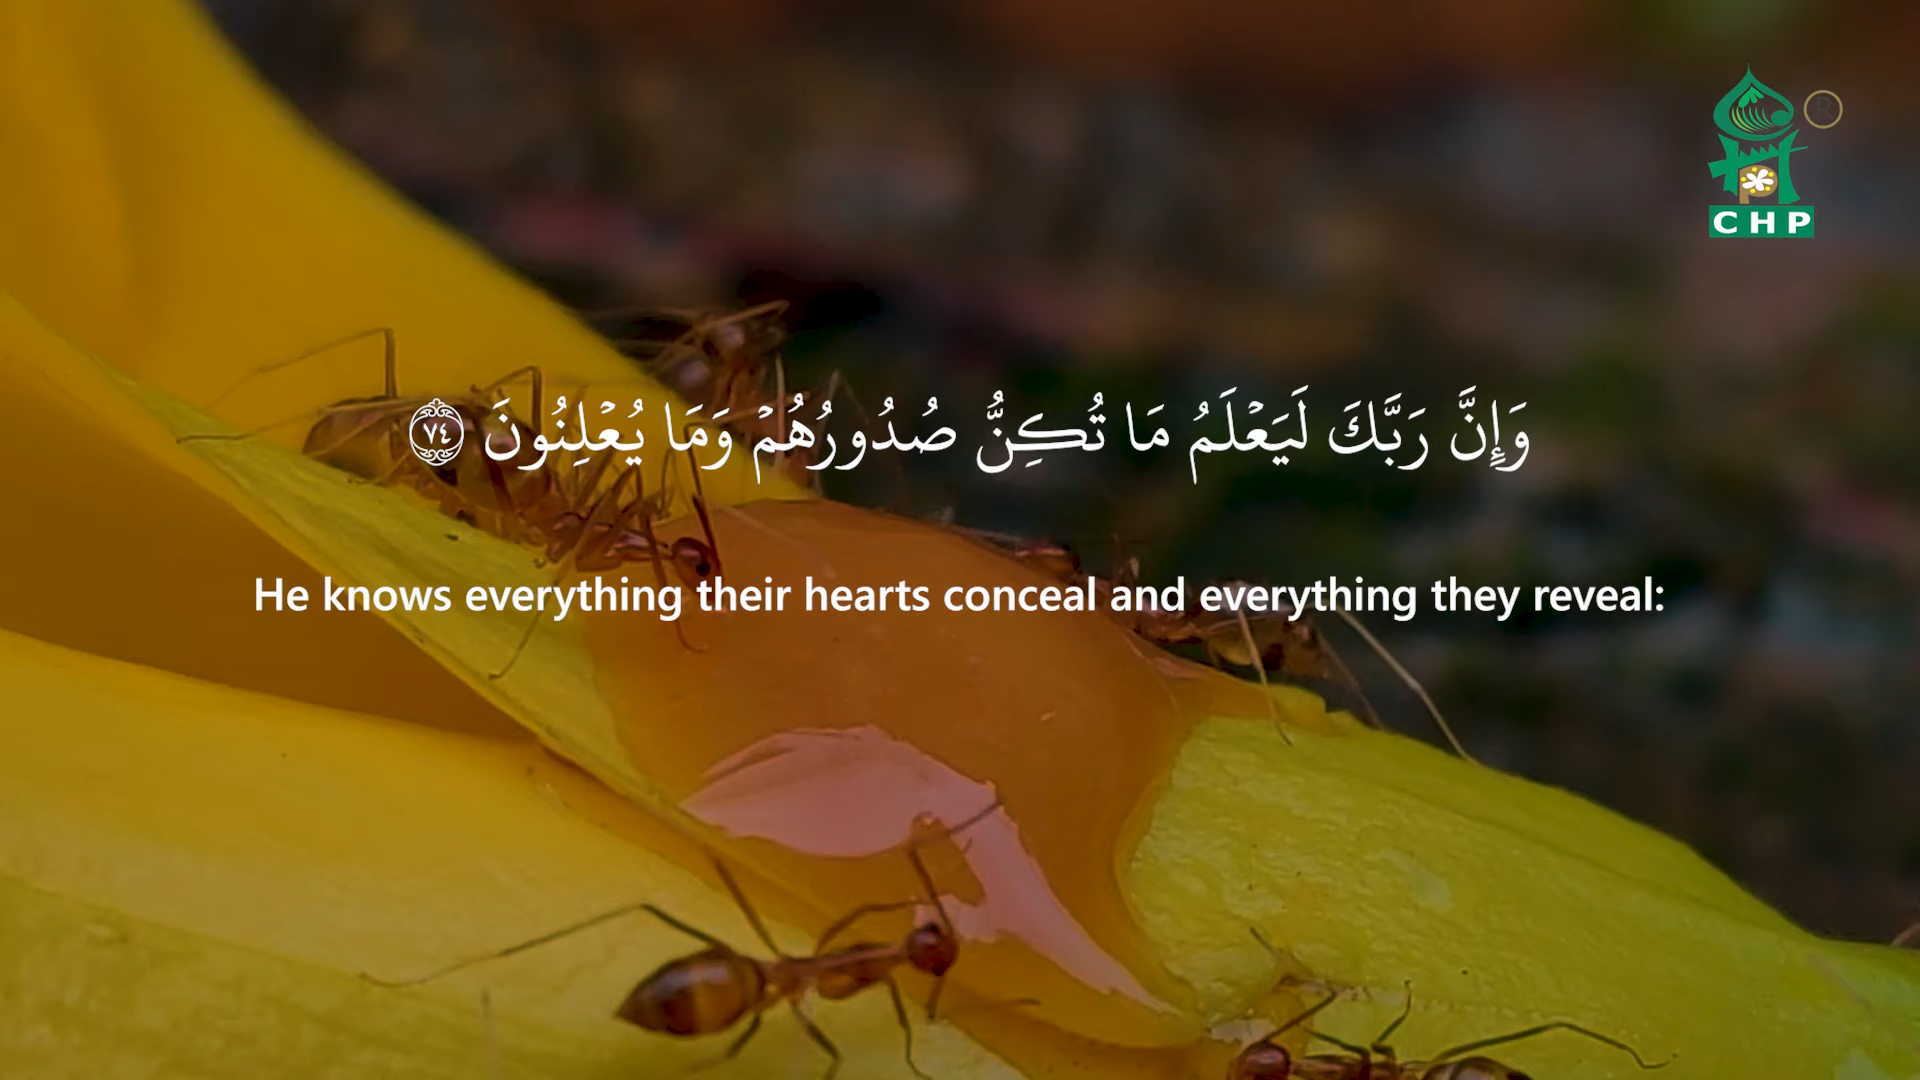 CHP
®
وَإِنَّ رَبَّكَ لَيَعْلَمُ مَا تُكِنُّ صُدُورُهُمْ وَمَا يُعْلِنُونَ ٧٤
He knows everything their hearts conceal and everything they reveal: